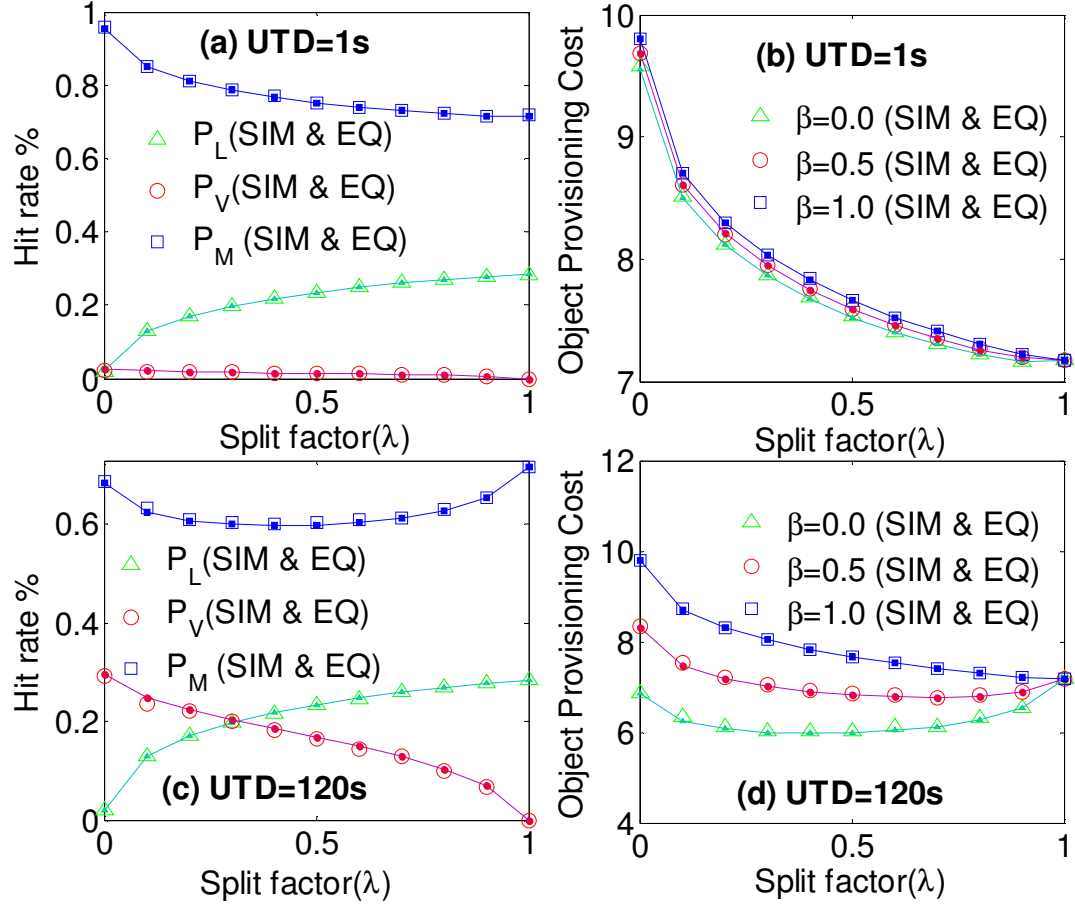 (a) UTD=1s
Hit rate %
1
0.8
0.6
0.4
0.2
0
P_L(SIM & EQ)
P_V(SIM & EQ)
P_M (SIM & EQ)
0
0.5
1
Split factor(λ)
(b) UTD=1s
Object Provisioning Cost
10
9
8
7
β=0.0 (SIM & EQ)
β=0.5 (SIM & EQ)
β=1.0 (SIM & EQ)
0
0.5
1
Split factor(λ)
Hit rate %
0.6
0.4
0.2
0
P_L(SIM & EQ)
P_V(SIM & EQ)
P_M (SIM & EQ)
(c) UTD=120s
0
0.5
1
Split factor(λ)
Object Provisioning Cost
12
10
8
6
4
β=0.0 (SIM & EQ)
β=0.5 (SIM & EQ)
β=1.0 (SIM & EQ)
(d) UTD=120s
0
0.5
1
Split factor(λ)